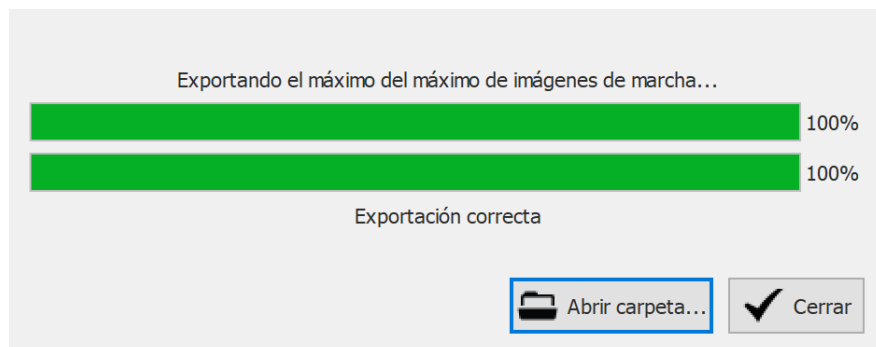 Exportando el máximo del máximo de imágenes de marcha...
100%
100%
Exportación correcta
Abrir carpeta...
Cerrar